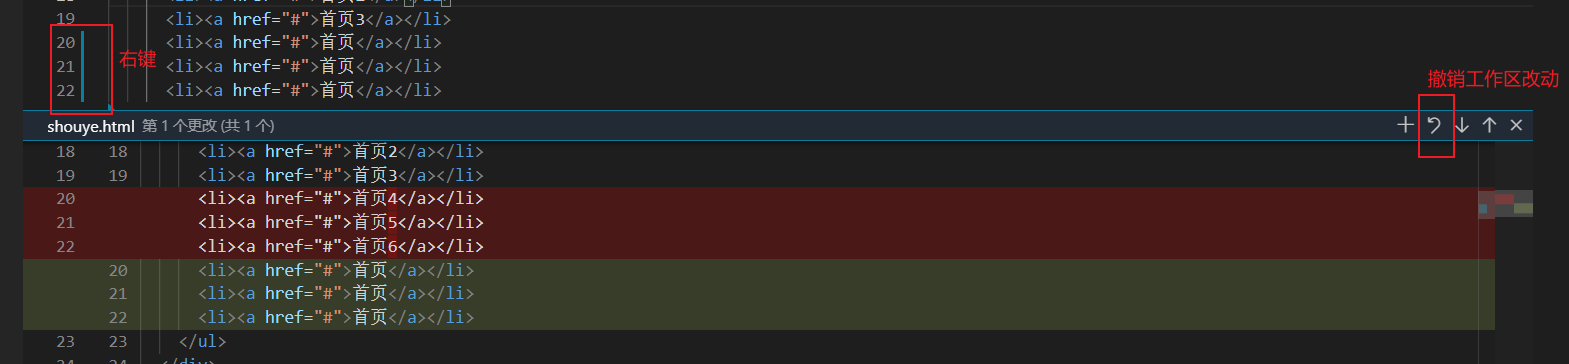 19 <li><a href="#">首页3</a></li>
20 <li><a href="#">首页</a></li>
右键
21 <li><a href="#">首页</a></li>
22 <li><a href="#">首页</a></li>
撤销工作区改动
shouye.html 第 1 个更改 (共 1 个)
18 18 <li><a href="#">首页2</a></li>
19 19 <li><a href="#">首页3</a></li>
20 <li><a href="#">首页4</a></li>
21 <li><a href="#">首页5</a></li>
22 <li><a href="#">首页6</a></li>
20 <li><a href="#">首页</a></li>
21 <li><a href="#">首页</a></li>
22 <li><a href="#">首页</a></li>
23 23 </ul>
24 24 </div>